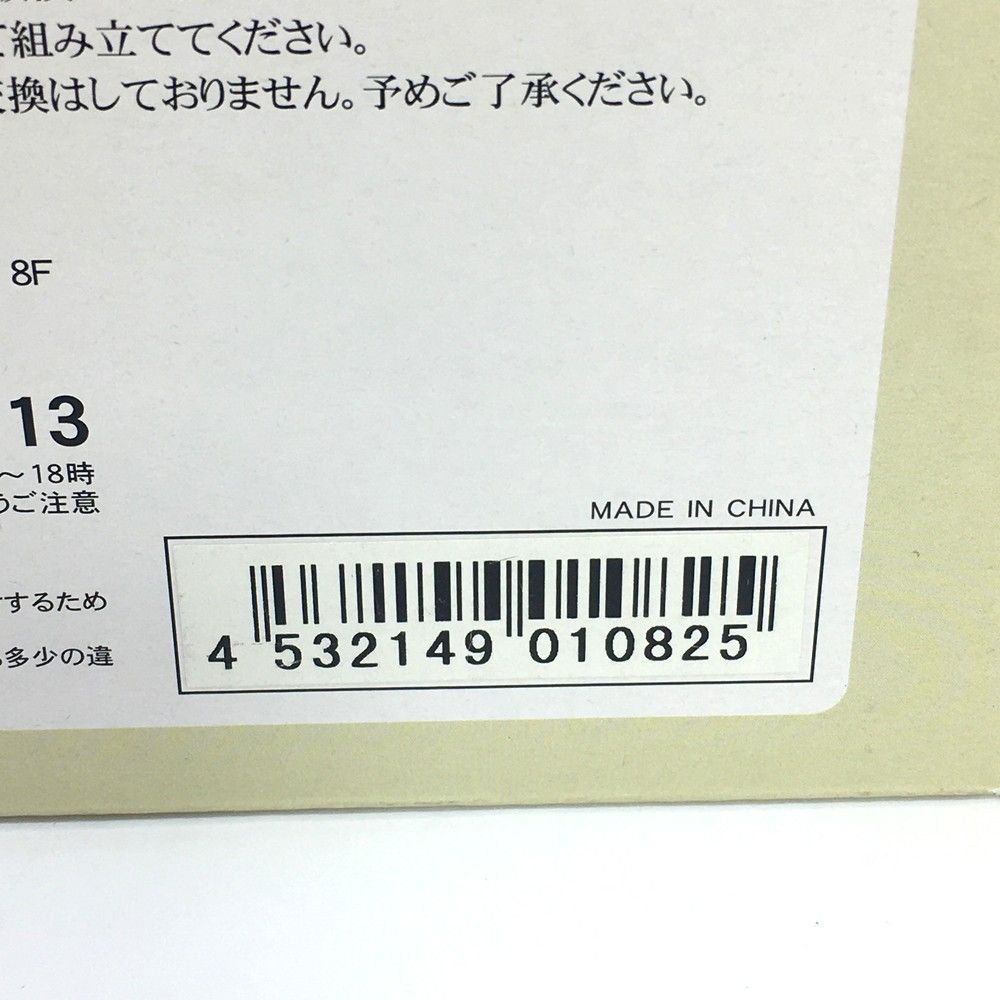 て組み立ててください。
換はしておりません。予めご了承ください。
8F
13
～18時
うご注意
MADE IN CHINA
するため
多少の違
4 532149 010825